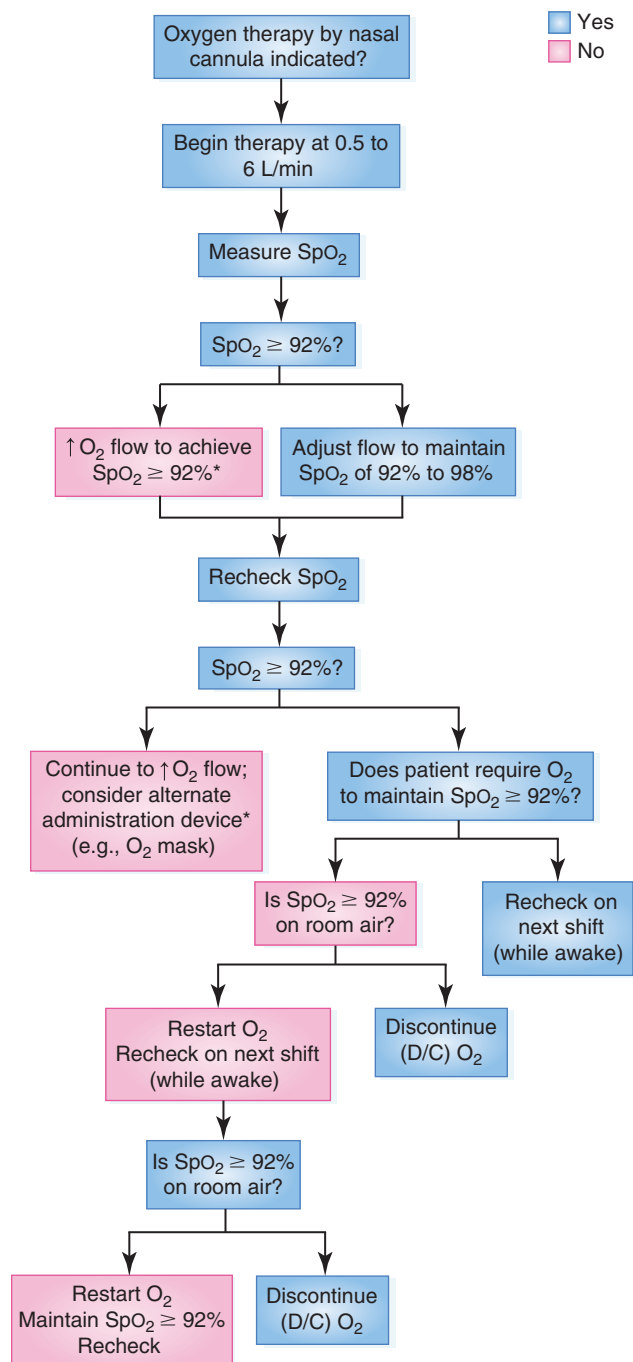 Yes
No
Oxygen therapy by nasal
cannula indicated?
Begin therapy at 0.5 to
6 L/min
Measure SpO₂
SpO₂ ≥ 92%?
↑O₂ flow to achieve
SpO₂ ≥ 92%*
Adjust flow to maintain
SpO₂ of 92% to 98%
Recheck SpO₂
SpO₂ ≥ 92%?
Continue to ↑O₂ flow;
consider alternate
administration device*
(e.g., O₂ mask)
Does patient require O₂
to maintain SpO₂ ≥ 92%?
Is SpO₂ ≥ 92%
on room air?
Recheck on
next shift
(while awake)
Restart O₂
Recheck on next shift
(while awake)
Discontinue
(D/C) O₂
Is SpO₂ ≥ 92%
on room air?
Restart O₂
Maintain SpO₂ ≥ 92%
Recheck
Discontinue
(D/C) O₂